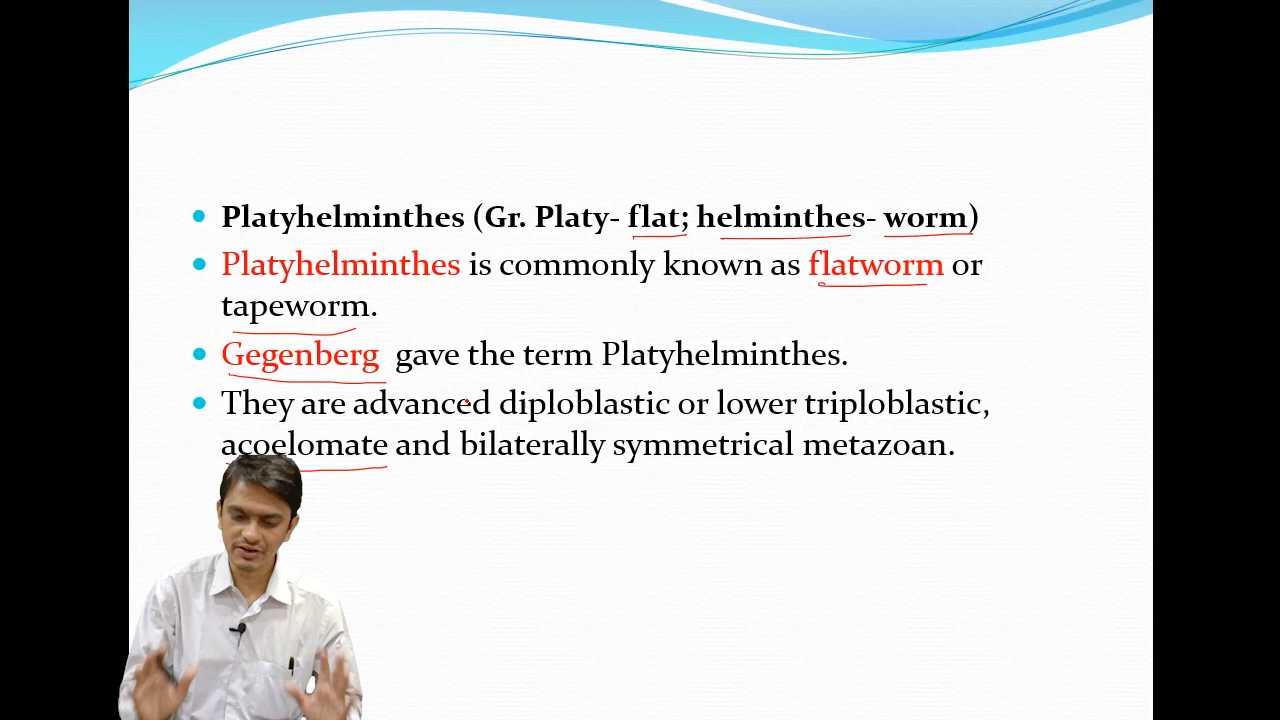 Platyhelminthes (Gr. Platy- flat; helminthes- worm)
Platyhelminthes is commonly known as flatworm or
tapeworm.
Gegenberg gave the term Platyhelminthes.
They are advanced diploblastic or lower triploblastic,
acoelomate and bilaterally symmetrical metazoan.